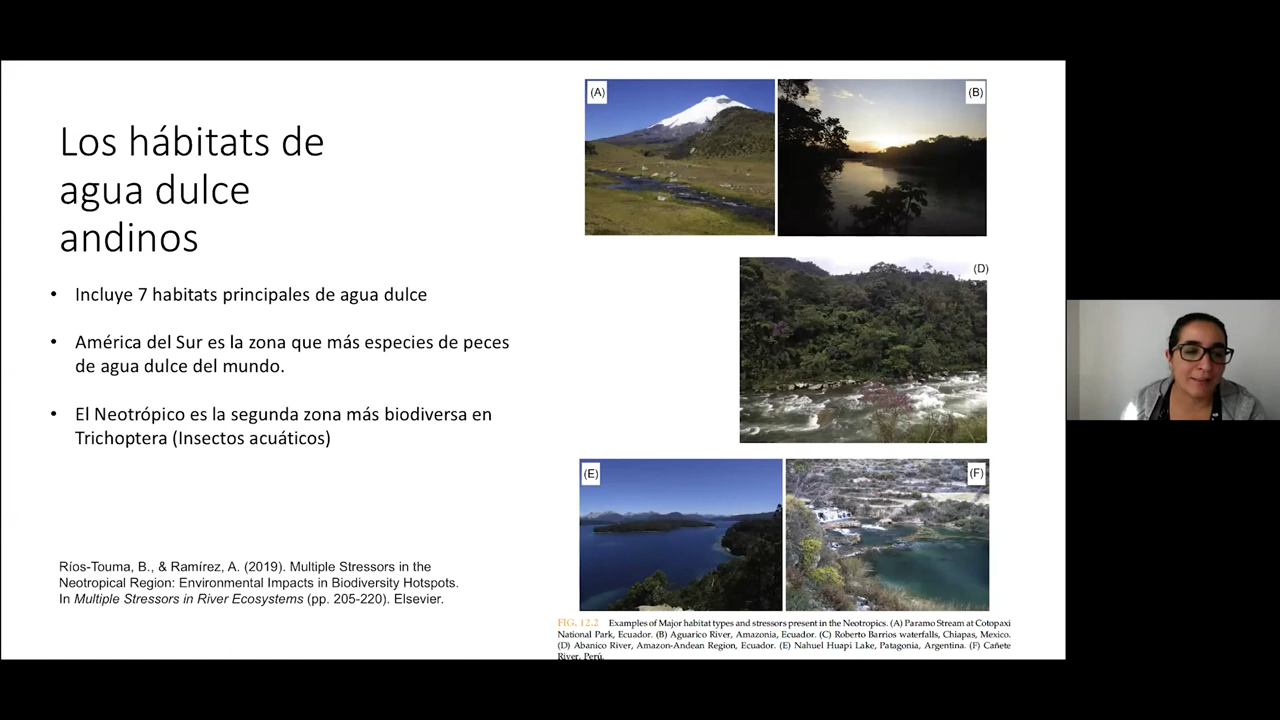 Los hábitats de
agua dulce
andinos
• Incluye 7 habitats principales de agua dulce
• América del Sur es la zona que más especies de peces
de agua dulce del mundo.
• El Neotrópico es la segunda zona más biodiversa en
Trichoptera (Insectos acuáticos)
Ríos-Touma, B., & Ramírez, A. (2019). Multiple Stressors in the
Neotropical Region: Environmental Impacts in Biodiversity Hotspots.
In Multiple Stressors in River Ecosystems (pp. 205-220). Elsevier.
(A)
(B)
(D)
(E)
(F)
FIG. 12.2 Examples of Major habitat types and stressors present in the Neotropics. (A) Paramo Stream at Cotopaxi
National Park, Ecuador. (B) Aguarico River, Amazonia, Ecuador. (C) Roberto Barrios waterfalls, Chiapas, Mexico.
(D) Abanico River, Amazon-Andean Region, Ecuador. (E) Nahuel Huapi Lake, Patagonia, Argentina. (F) Cañete
River, Perú.